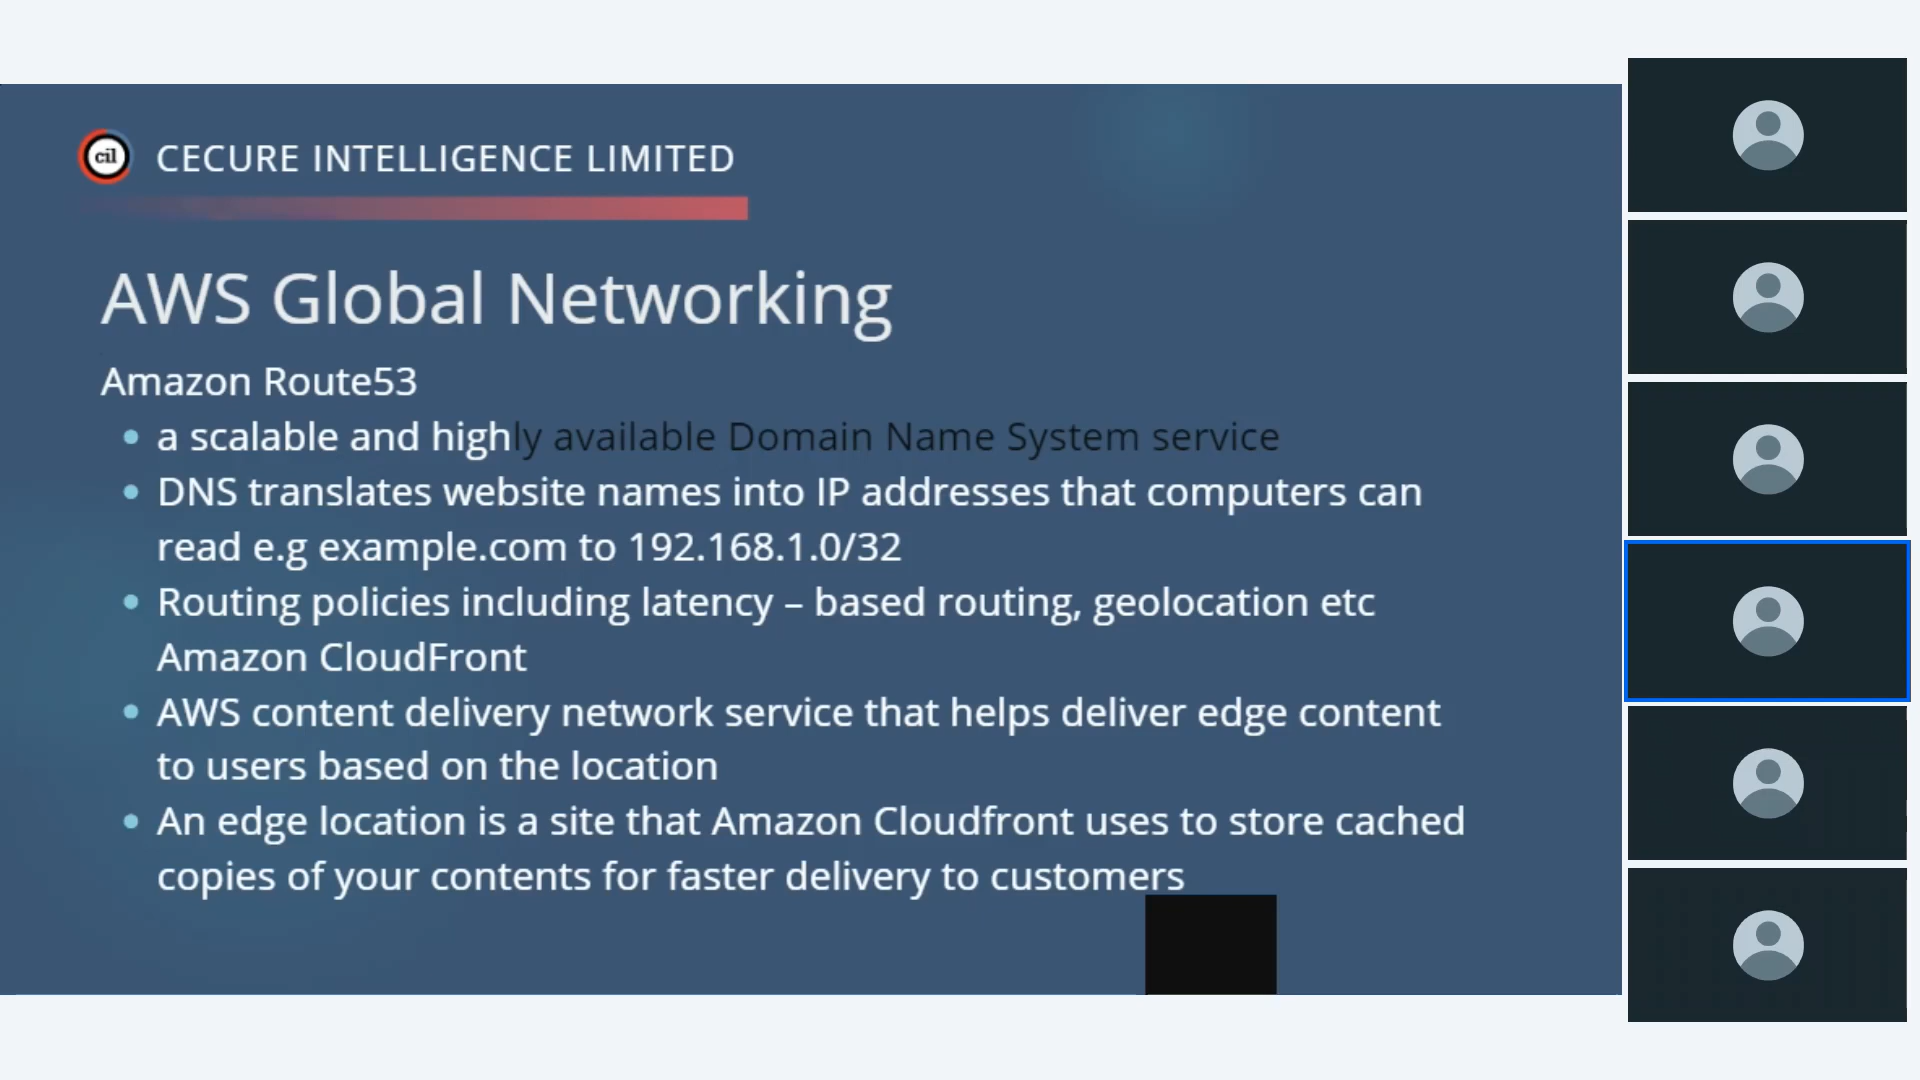 cil CECURE INTELLIGENCE LIMITED
AWS Global Networking
Amazon Route53
a scalable and highly available Domain Name System service
DNS translates website names into IP addresses that computers can
read e.g example.com to 192.168.1.0/32
Routing policies including latency – based routing, geolocation etc
Amazon CloudFront
AWS content delivery network service that helps deliver edge content
to users based on the location
An edge location is a site that Amazon Cloudfront uses to store cached
copies of your contents for faster delivery to customers